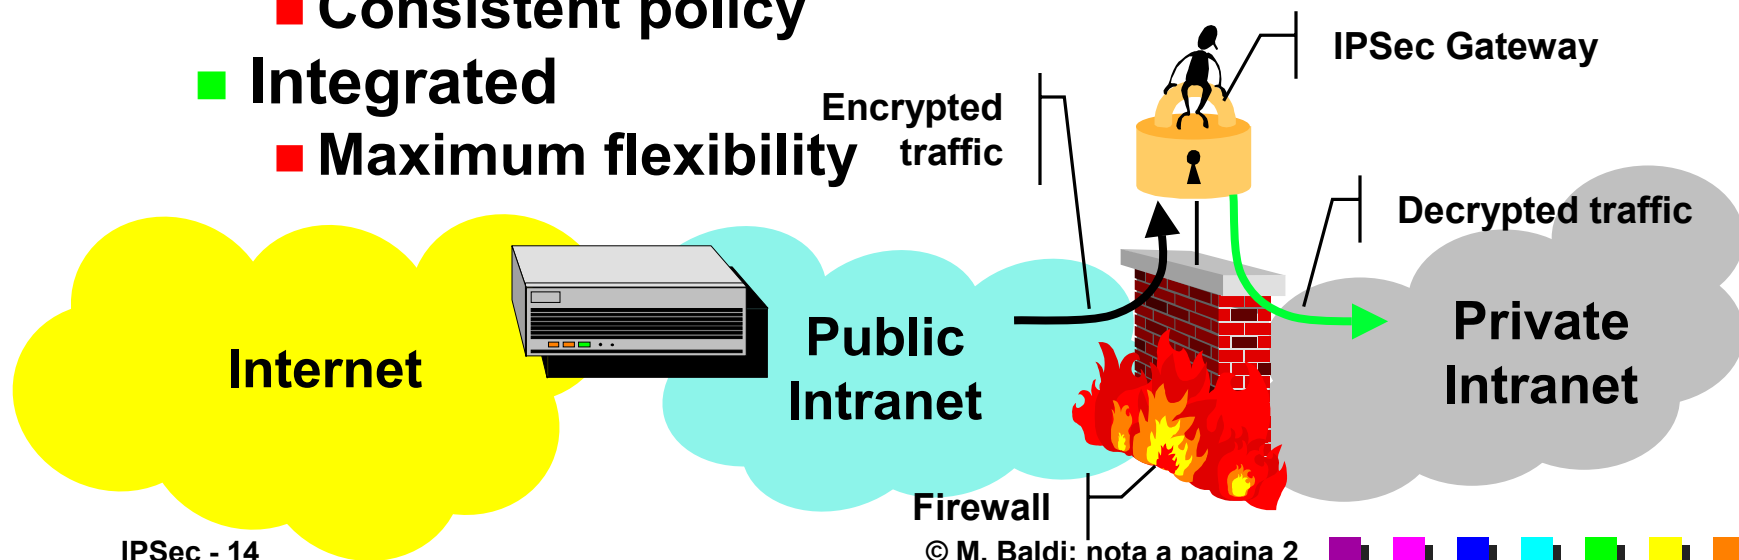 Consistent policy
Integrated
Maximum flexibility
IPSec Gateway
Encrypted
traffic
Decrypted traffic
Internet
Public
Intranet
Private
Intranet
Firewall
IPSec - 14
© M. Baldi: nota a pagina 2